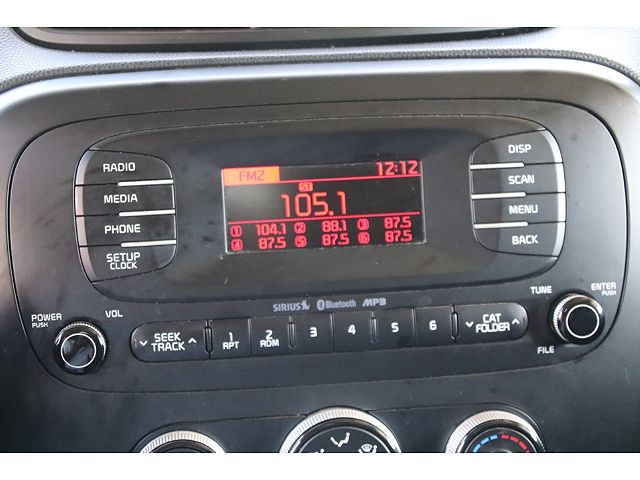 RADIO
MEDIA
PHONE
SETUP
CLOCK
FM2 12:12
ST
105.1
1 104.1 2 88.1 3 87.5
4 87.5 5 87.5 6 87.5
DISP
SCAN
MENU
BACK
SIRIUS Bluetooth MP3
POWER
PUSH
VOL
SEEK
TRACK
1
RPT
2
RDM
3
4
5
6
CAT
FOLDER
TUNE
ENTER
PUSH
FILE